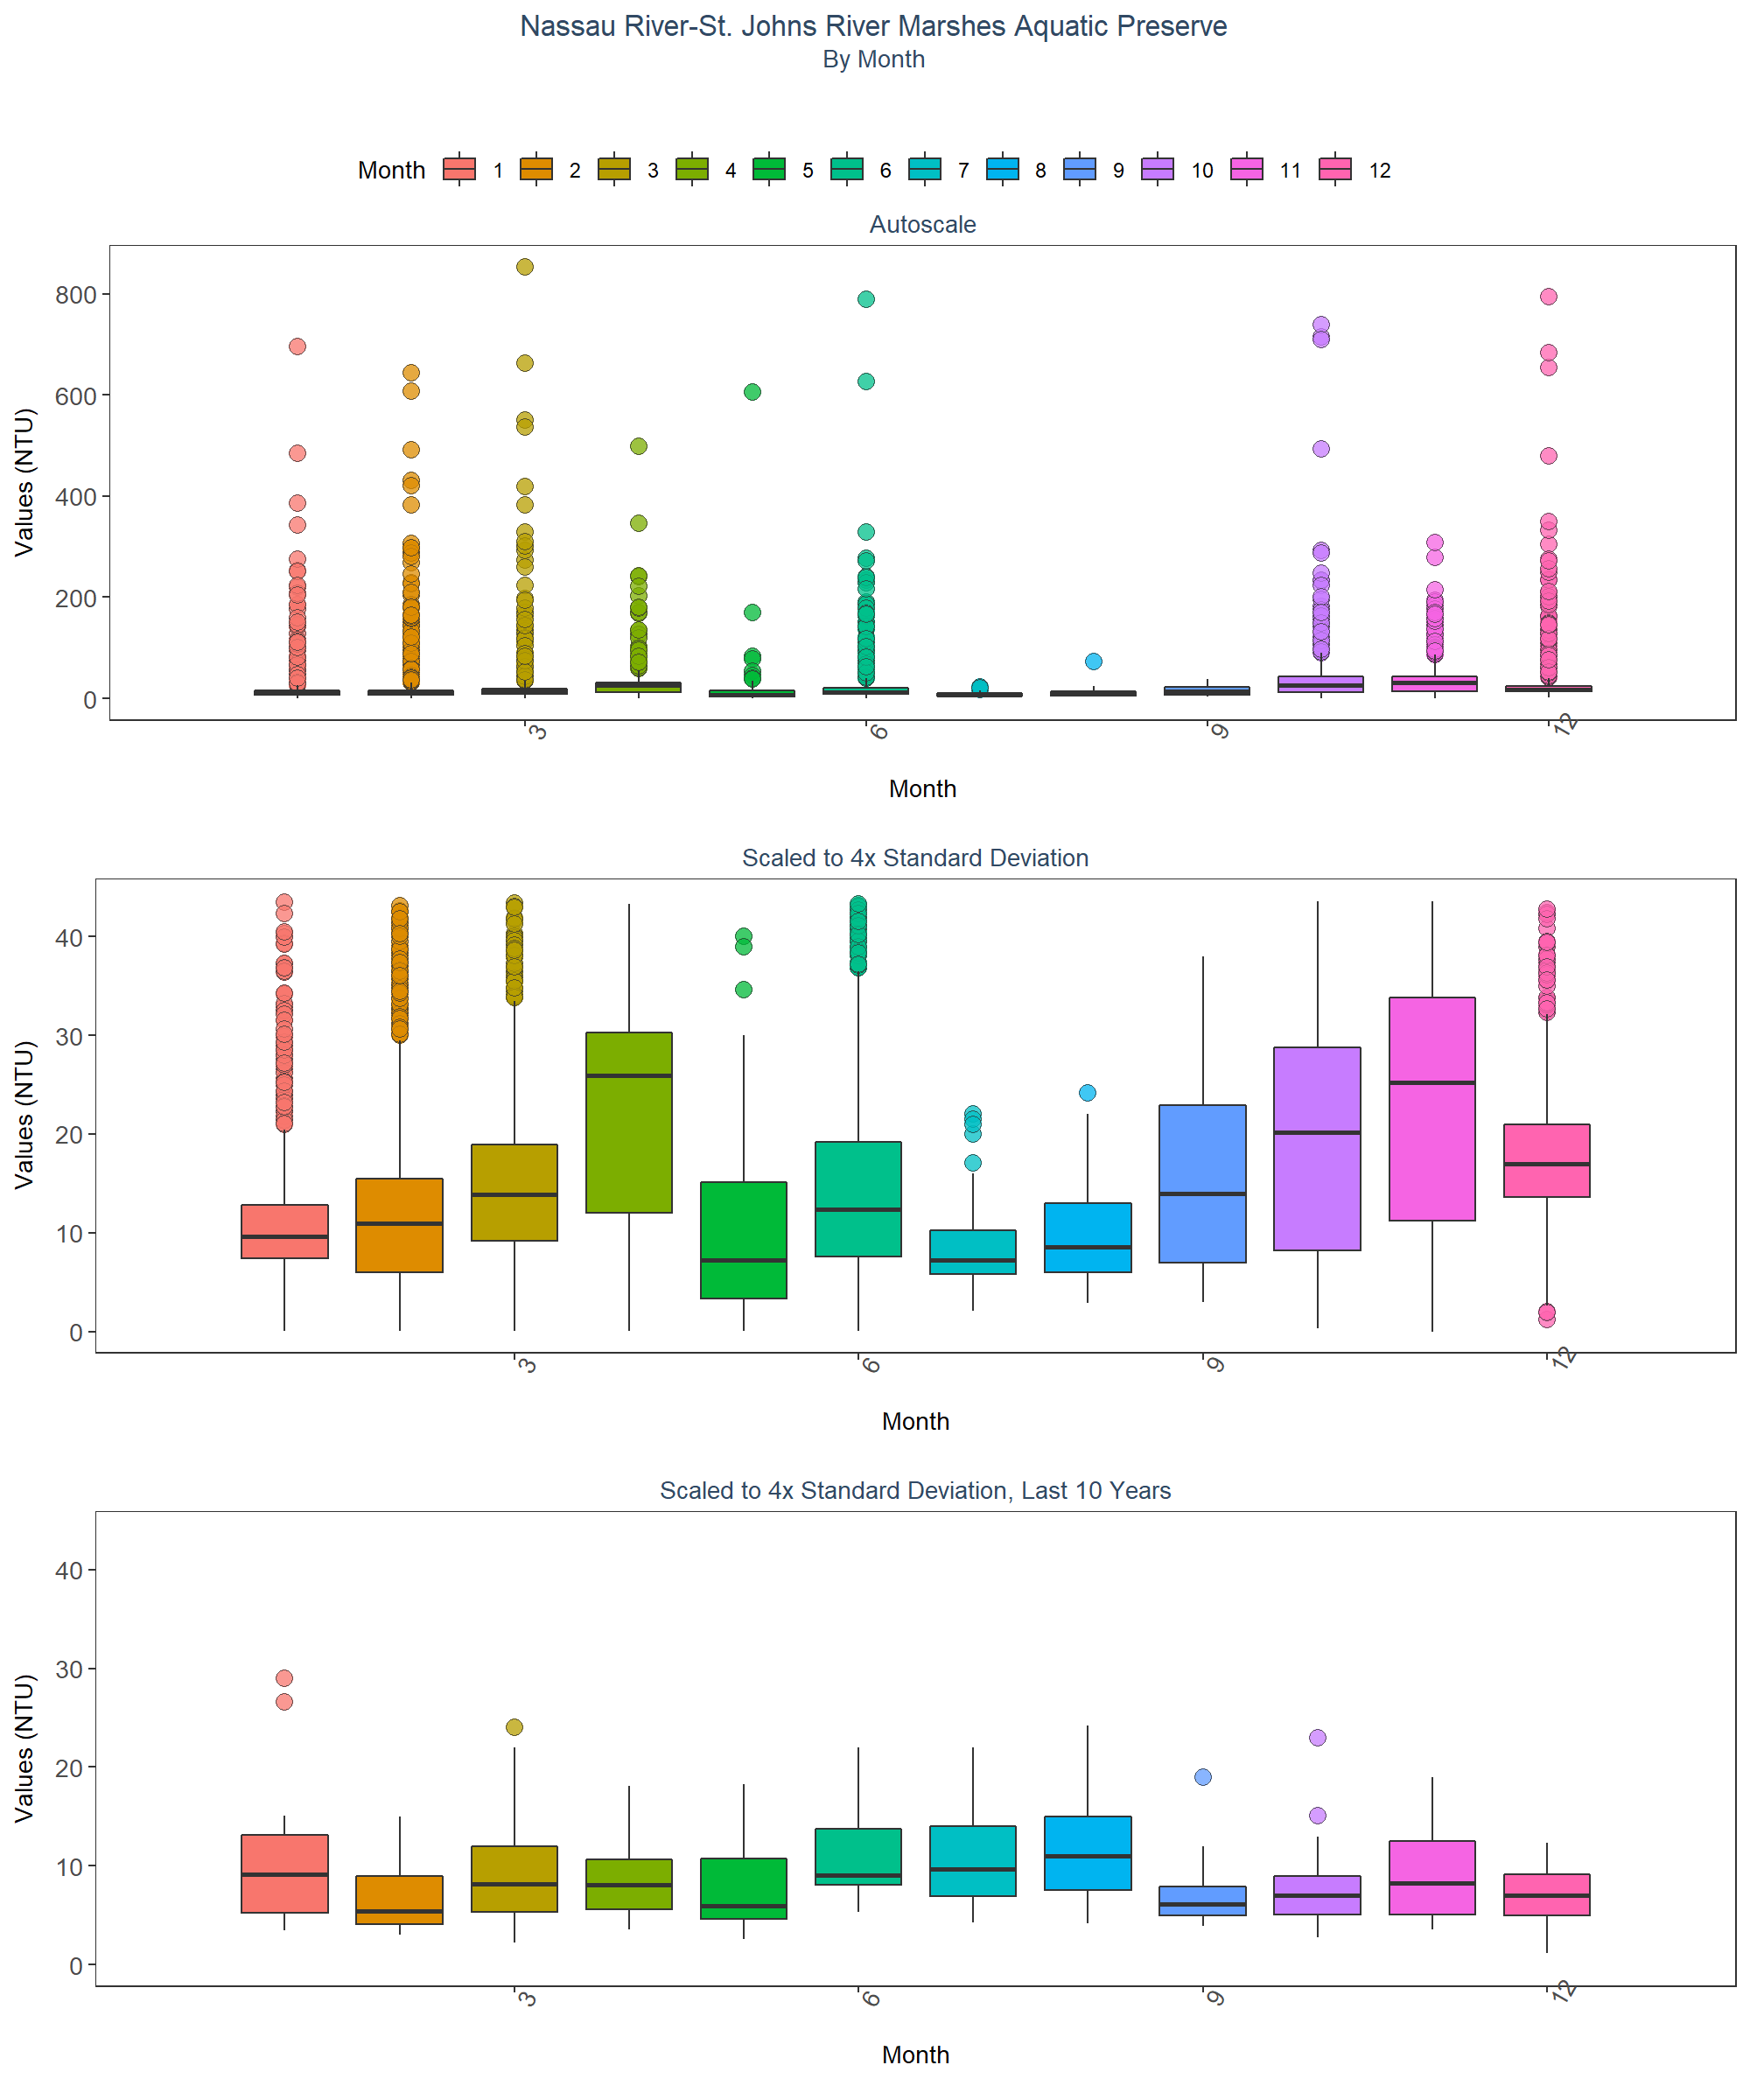 Nassau River-St. Johns River Marshes Aquatic Preserve
By Month
Month 1 2 3 4 5 6 7 8 9 10 11 12
Autoscale
Values (NTU)
800
600
400
200
0
3 6 9 12
Month
Scaled to 4x Standard Deviation
Values (NTU)
40
30
20
10
0
3 6 9 12
Month
Scaled to 4x Standard Deviation, Last 10 Years
Values (NTU)
40
30
20
10
0
3 6 9 12
Month